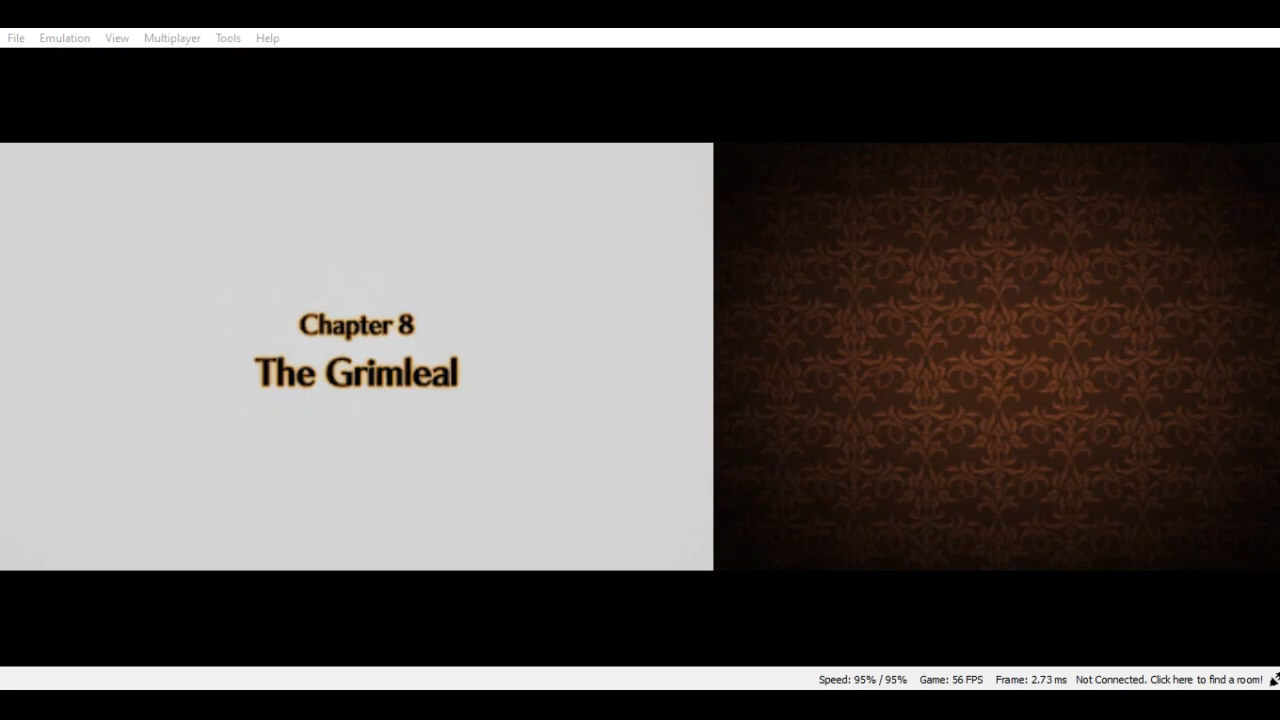 File Emulation View Multiplayer Tools Help
Chapter 8
The Grimleal
Speed: 95% / 95% Game: 56 FPS Frame: 2.73 ms Not Connected. Click here to find a room!